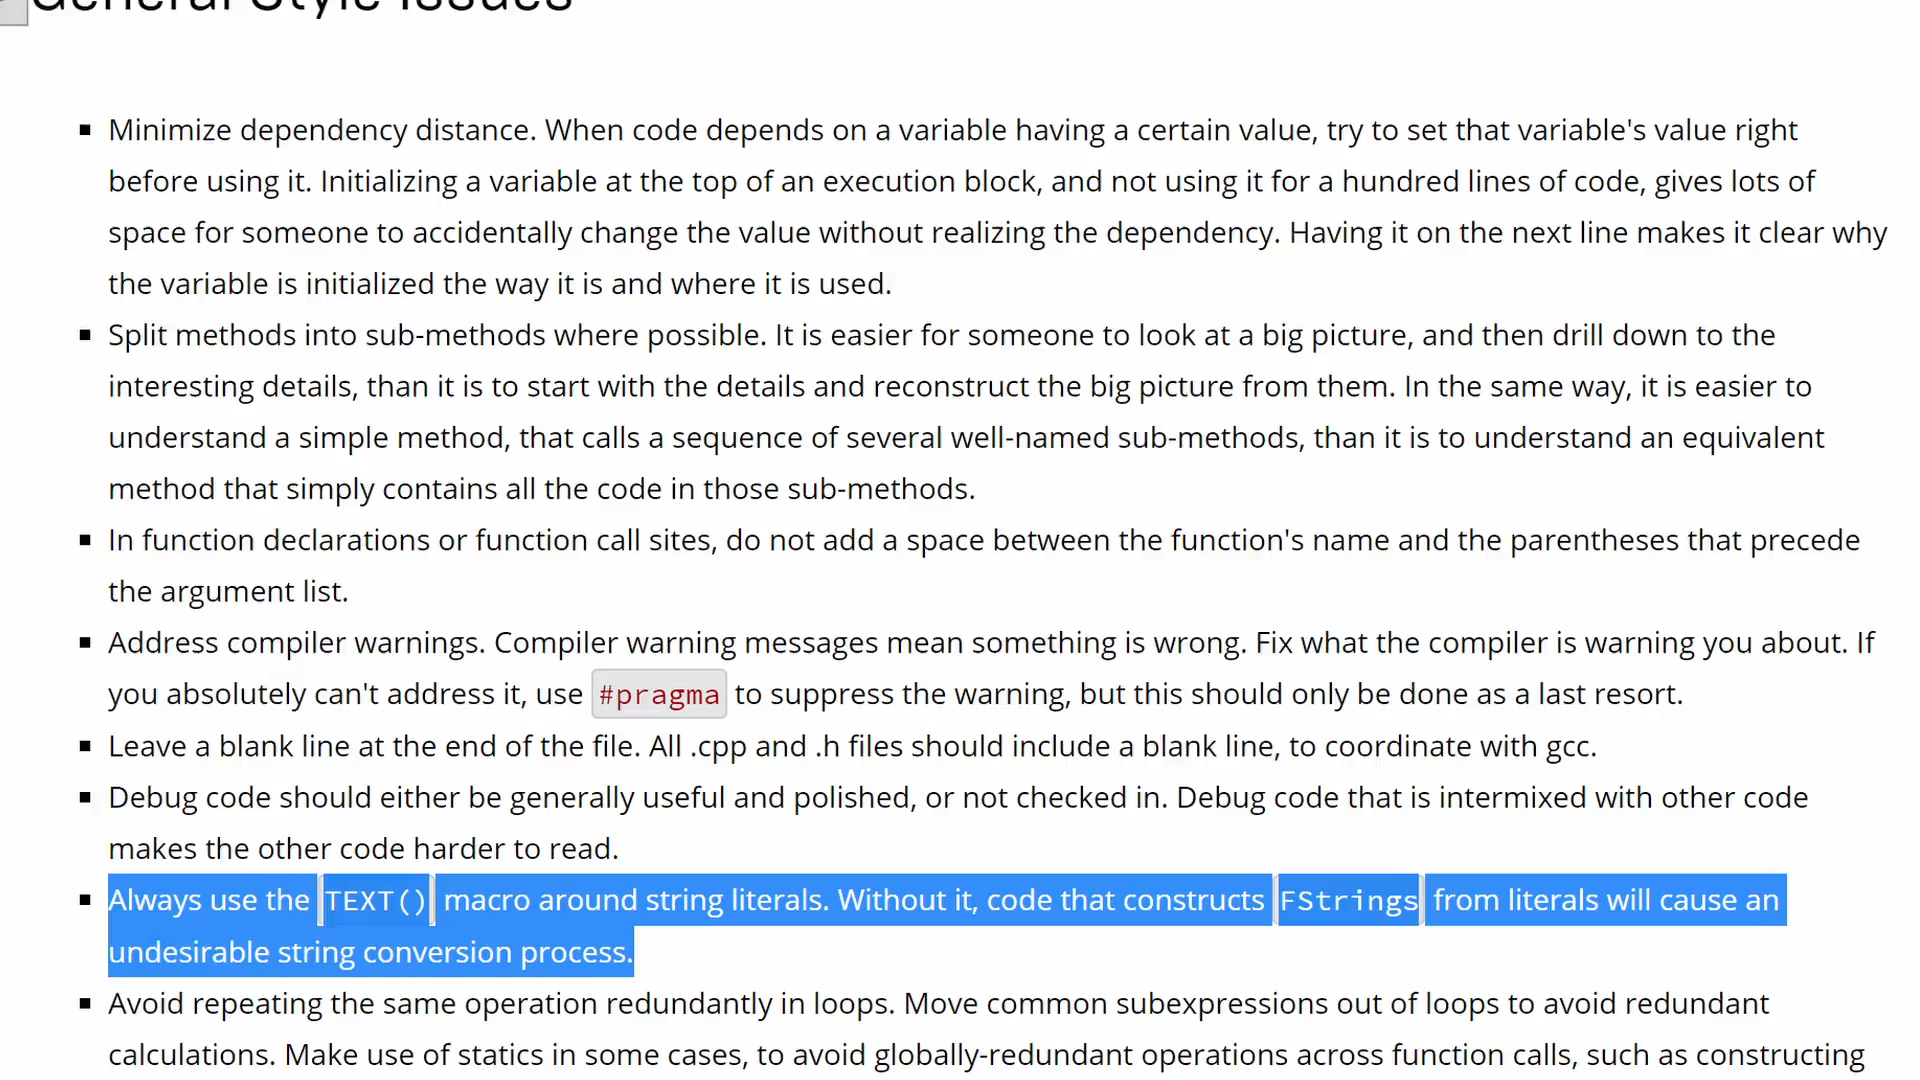 General Style Issues
Minimize dependency distance. When code depends on a variable having a certain value, try to set that variable's value right
before using it. Initializing a variable at the top of an execution block, and not using it for a hundred lines of code, gives lots of
space for someone to accidentally change the value without realizing the dependency. Having it on the next line makes it clear why
the variable is initialized the way it is and where it is used.
Split methods into sub-methods where possible. It is easier for someone to look at a big picture, and then drill down to the
interesting details, than it is to start with the details and reconstruct the big picture from them. In the same way, it is easier to
understand a simple method, that calls a sequence of several well-named sub-methods, than it is to understand an equivalent
method that simply contains all the code in those sub-methods.
In function declarations or function call sites, do not add a space between the function's name and the parentheses that precede
the argument list.
Address compiler warnings. Compiler warning messages mean something is wrong. Fix what the compiler is warning you about. If
you absolutely can't address it, use #pragma to suppress the warning, but this should only be done as a last resort.
Leave a blank line at the end of the file. All .cpp and .h files should include a blank line, to coordinate with gcc.
Debug code should either be generally useful and polished, or not checked in. Debug code that is intermixed with other code
makes the other code harder to read.
Always use the TEXT() macro around string literals. Without it, code that constructs FStrings from literals will cause an
undesirable string conversion process.
Avoid repeating the same operation redundantly in loops. Move common subexpressions out of loops to avoid redundant
calculations. Make use of statics in some cases, to avoid globally-redundant operations across function calls, such as constructing